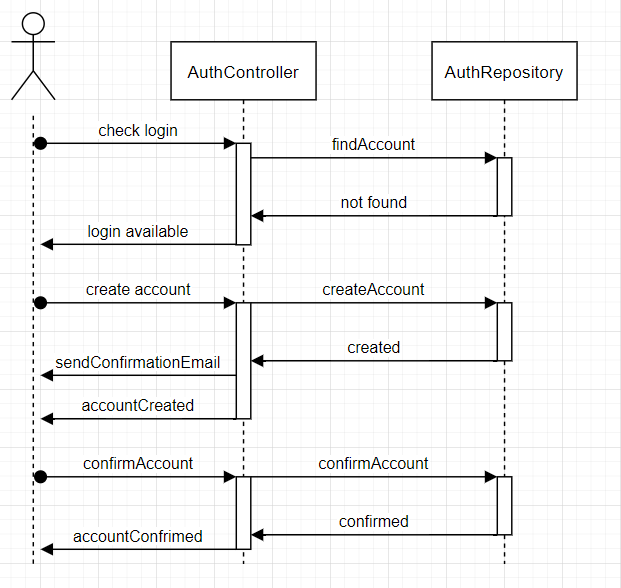 AuthController
AuthRepository
check login
findAccount
not found
login available
create account
createAccount
created
sendConfirmationEmail
accountCreated
confirmAccount
confirmAccount
confirmed
accountConfrimed